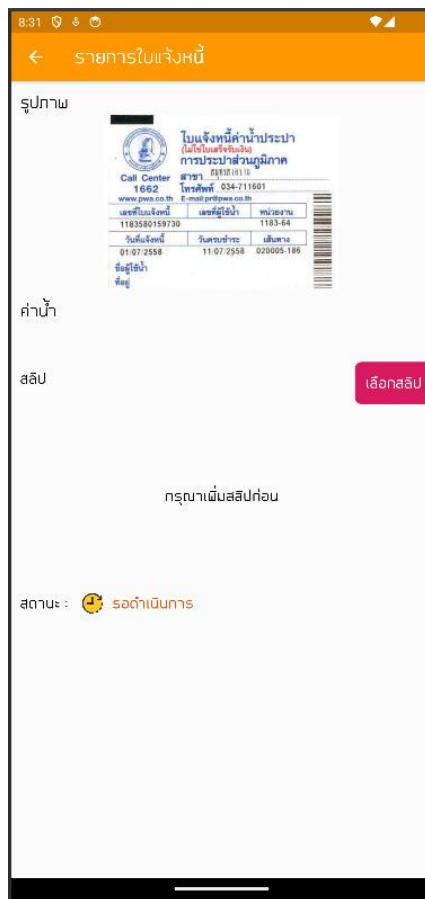 8:31
รายการใบแจ้งหนี้
รูปภาพ
ใบแจ้งหนี้ค่าน้ำประปา
(ไม่ใช่ใบเสร็จรับเงิน)
การประปาส่วนภูมิภาค
Call Center
1662
www.pwa.co.th
สาขา
โทรศัพท์ 034-711601
E-mail:pr@pwa.co.th
เลขที่ใบแจ้งหนี้ เลขที่ผู้ใช้น้ำ หน่วยงาน
1183580159730 1183-64
วันที่แจ้งหนี้ วันครบชำระ เส้นทาง
01/07/2558 11/07/2558 020005-186
ชื่อผู้ใช้น้ำ
ที่อยู่
ค่าน้ำ
สลิป
เลือกสลิป
กรุณาเพิ่มสลิปก่อน
สถานะ : รอดำเนินการ